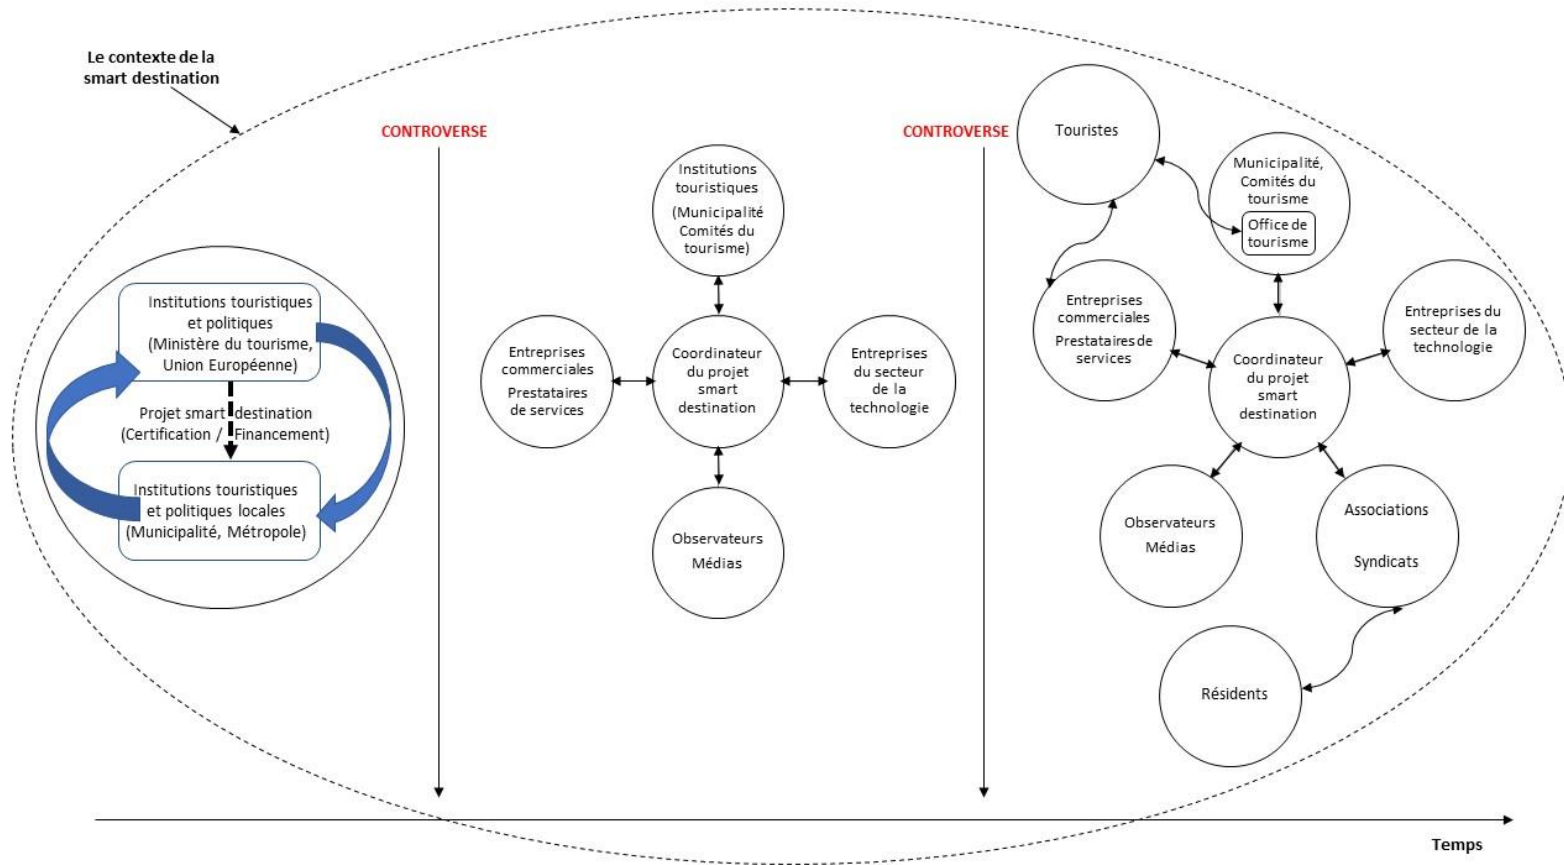 Le contexte de la
smart destination
CONTROVERSE
CONTROVERSE
Institutions touristiques
et politiques
(Ministère du tourisme,
Union Européenne)
Projet smart destination
(Certification / Financement)
Institutions touristiques
et politiques locales
(Municipalité, Métropole)
Institutions
touristiques
(Municipalité
Comités du
tourisme)
Entreprises
commerciales
Prestataires
de services
Coordinateur
du projet
smart
destination
Entreprises
du secteur
de la
technologie
Observateurs
Médias
Touristes
Municipalité,
Comités du
tourisme
Office de
tourisme
Entreprises
commerciales
Prestataires de
services
Coordinateur
du projet
smart
destination
Entreprises du
secteur de la
technologie
Observateurs
Médias
Associations
Syndicats
Résidents
Temps